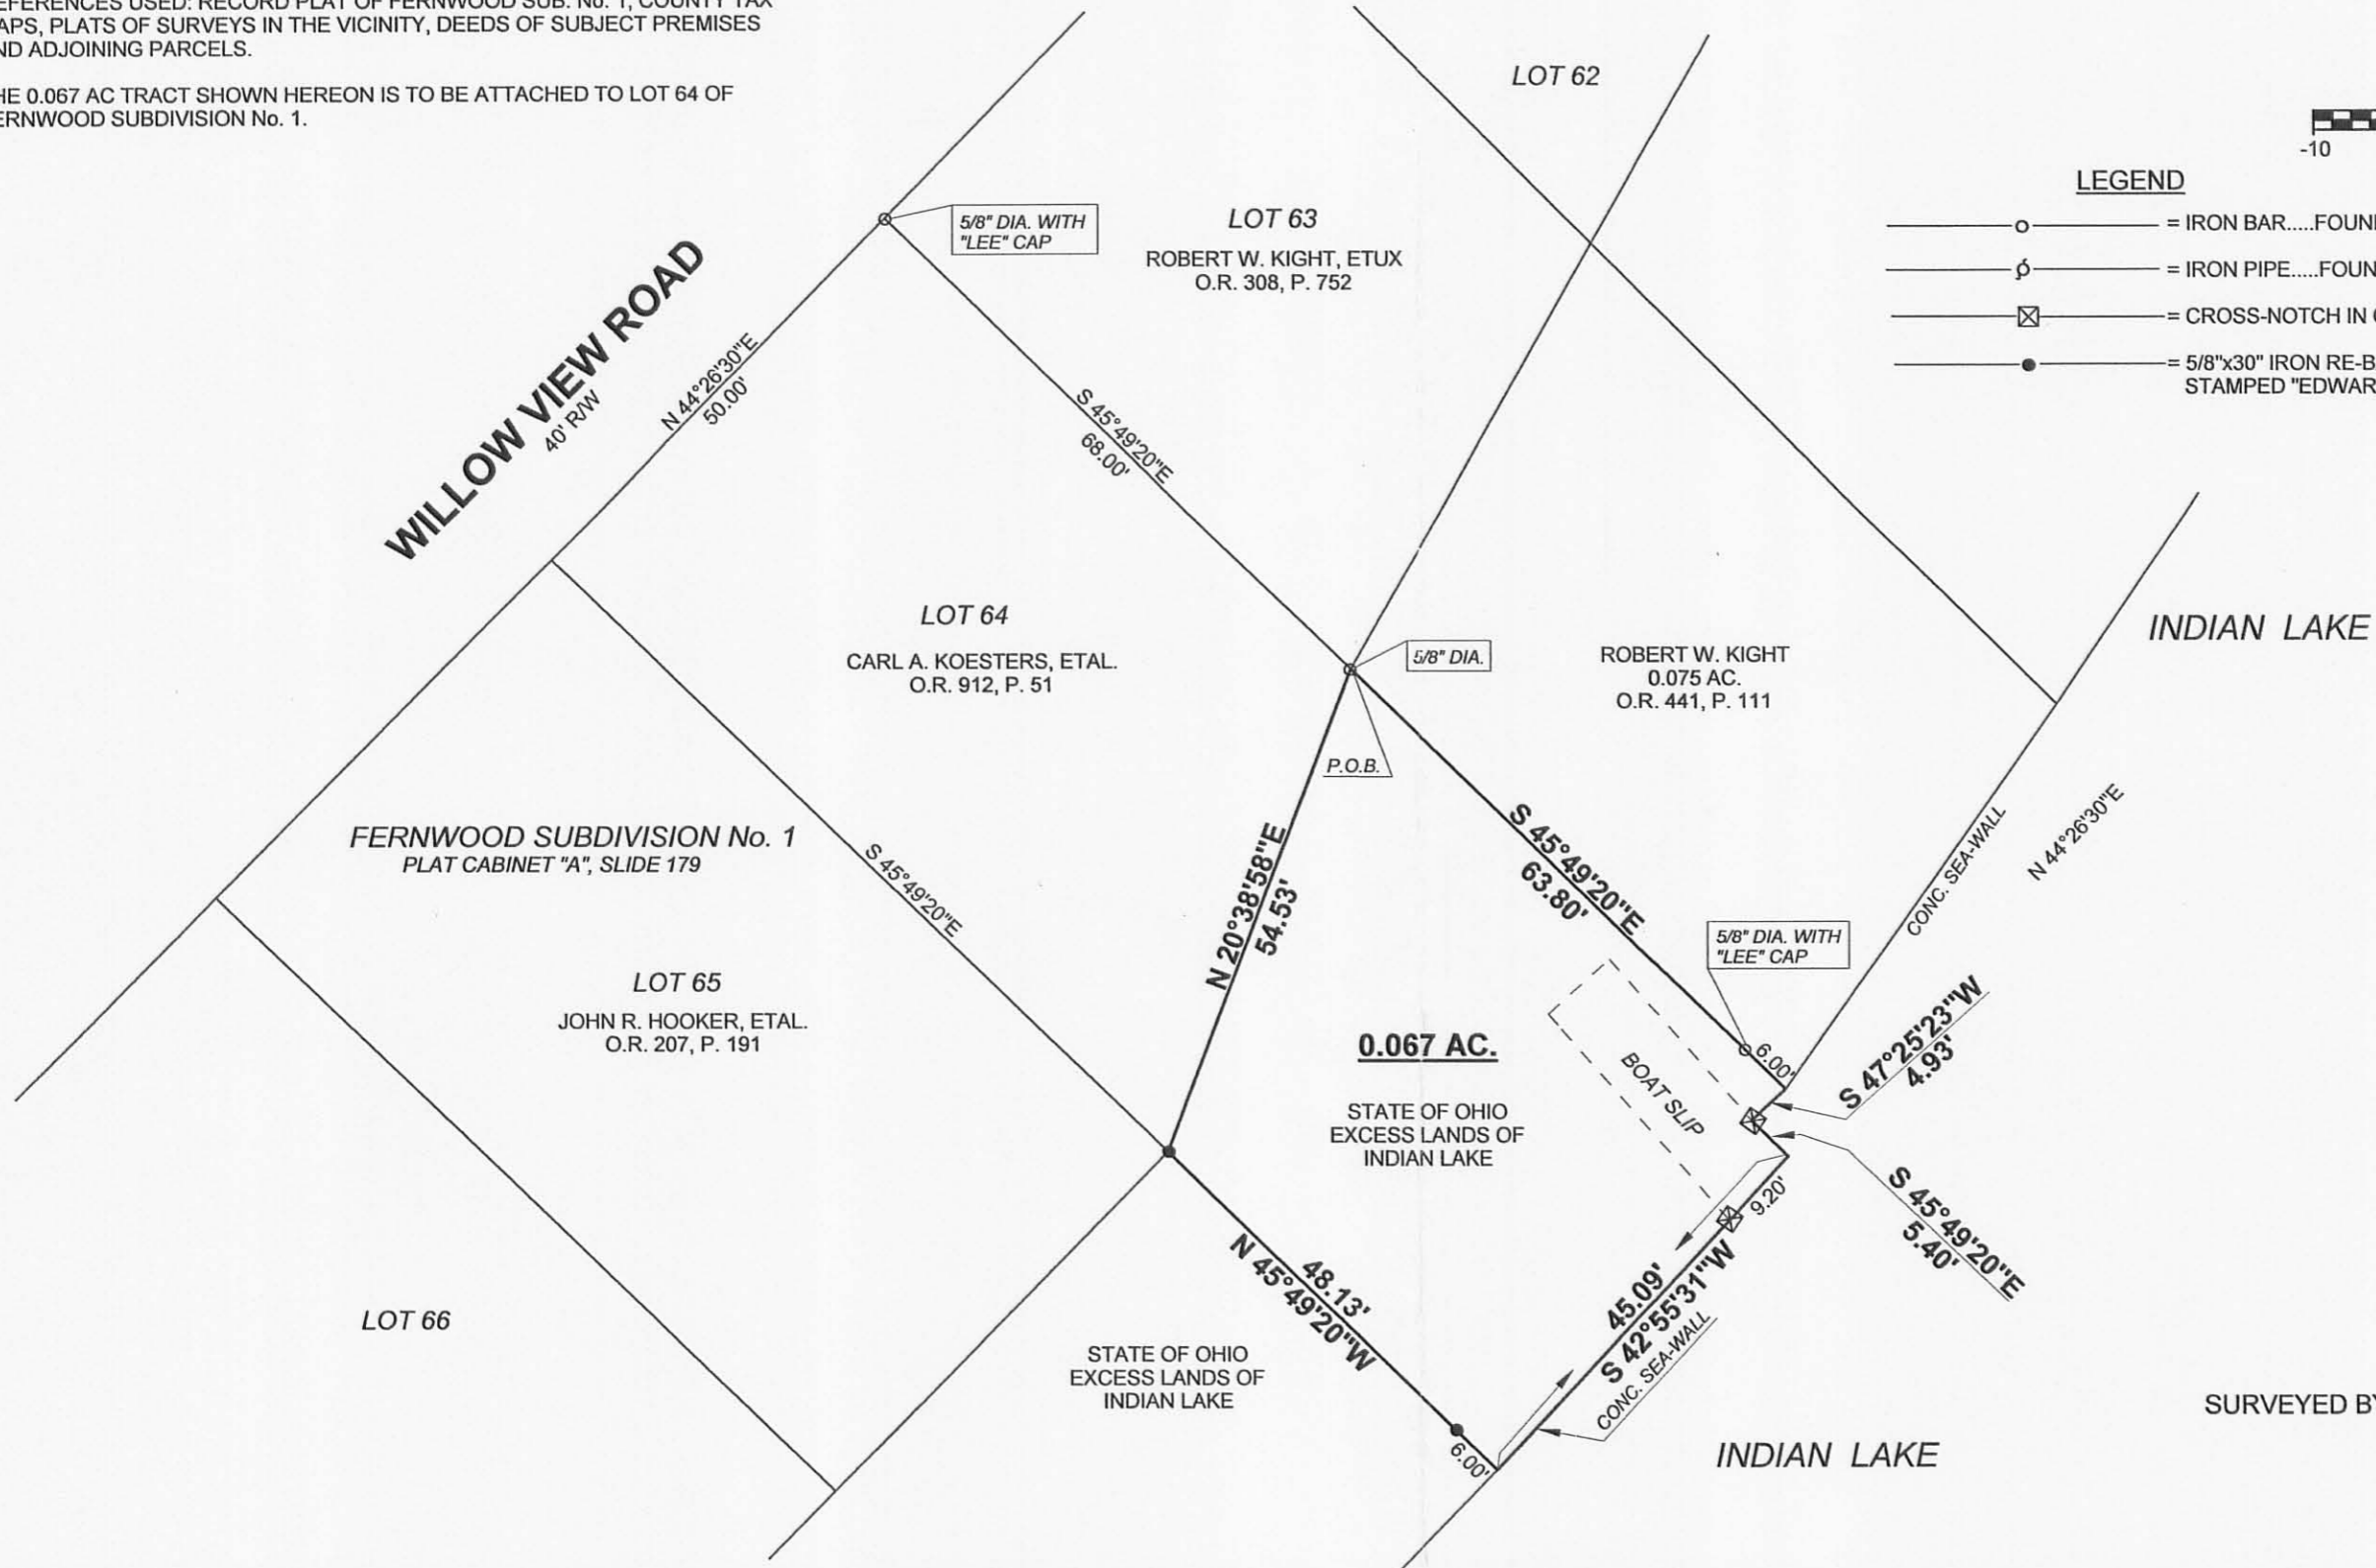 EFERENCES USED: RECORD PLAT OF FERNWOOD SUB. No. 1, COUNTY TAX
APS, PLATS OF SURVEYS IN THE VICINITY, DEEDS OF SUBJECT PREMISES
ND ADJOINING PARCELS.
HE 0.067 AC TRACT SHOWN HEREON IS TO BE ATTACHED TO LOT 64 OF
ERNWOOD SUBDIVISION No. 1.
LOT 62
-10
LEGEND
= IRON BAR.....FOUN
= IRON PIPE.....FOUN
= CROSS-NOTCH IN
= 5/8"x30" IRON RE-B
STAMPED "EDWAR
5/8" DIA. WITH
"LEE" CAP
LOT 63
ROBERT W. KIGHT, ETUX
O.R. 308, P. 752
WILLOW VIEW ROAD
40' R/W
N 44°26'30"E
50.00'
S 45°49'20"E
68.00'
LOT 64
CARL A. KOESTERS, ETAL.
O.R. 912, P. 51
5/8" DIA.
P.O.B.
ROBERT W. KIGHT
0.075 AC.
O.R. 441, P. 111
INDIAN LAKE
FERNWOOD SUBDIVISION No. 1
PLAT CABINET "A", SLIDE 179
S 45°49'20"E
N 20°38'58"E
54.53'
S 45°49'20"E
63.80'
CONC. SEA-WALL
N 44°26'30"E
5/8" DIA. WITH
"LEE" CAP
6.00'
S 47°25'23"W
4.93'
LOT 65
JOHN R. HOOKER, ETAL.
O.R. 207, P. 191
0.067 AC.
STATE OF OHIO
EXCESS LANDS OF
INDIAN LAKE
BOAT SLIP
9.20'
S 45°49'20"E
5.40'
48.13'
N 45°49'20"W
45.09'
S 42°55'31"W
CONC. SEA-WALL
LOT 66
STATE OF OHIO
EXCESS LANDS OF
INDIAN LAKE
6.00'
INDIAN LAKE
SURVEYED B